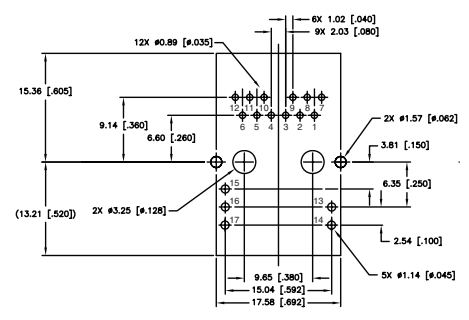 6X 1.02 [.040]
9X 2.03 [.080]
12X ø0.89 [ø.035]
15.36 [.605]
9.14 [.360]
6.60 [.260]
12 11 10 9 8 7
6 5 4 3 2 1
2X ø1.57 [ø.062]
3.81 [.150]
6.35 [.250]
(13.21 [.520])
2X ø3.25 [ø.128]
15
16 13
17 14
2.54 [.100]
5X ø1.14 [ø.045]
9.65 [.380]
15.04 [.592]
17.58 [.692]